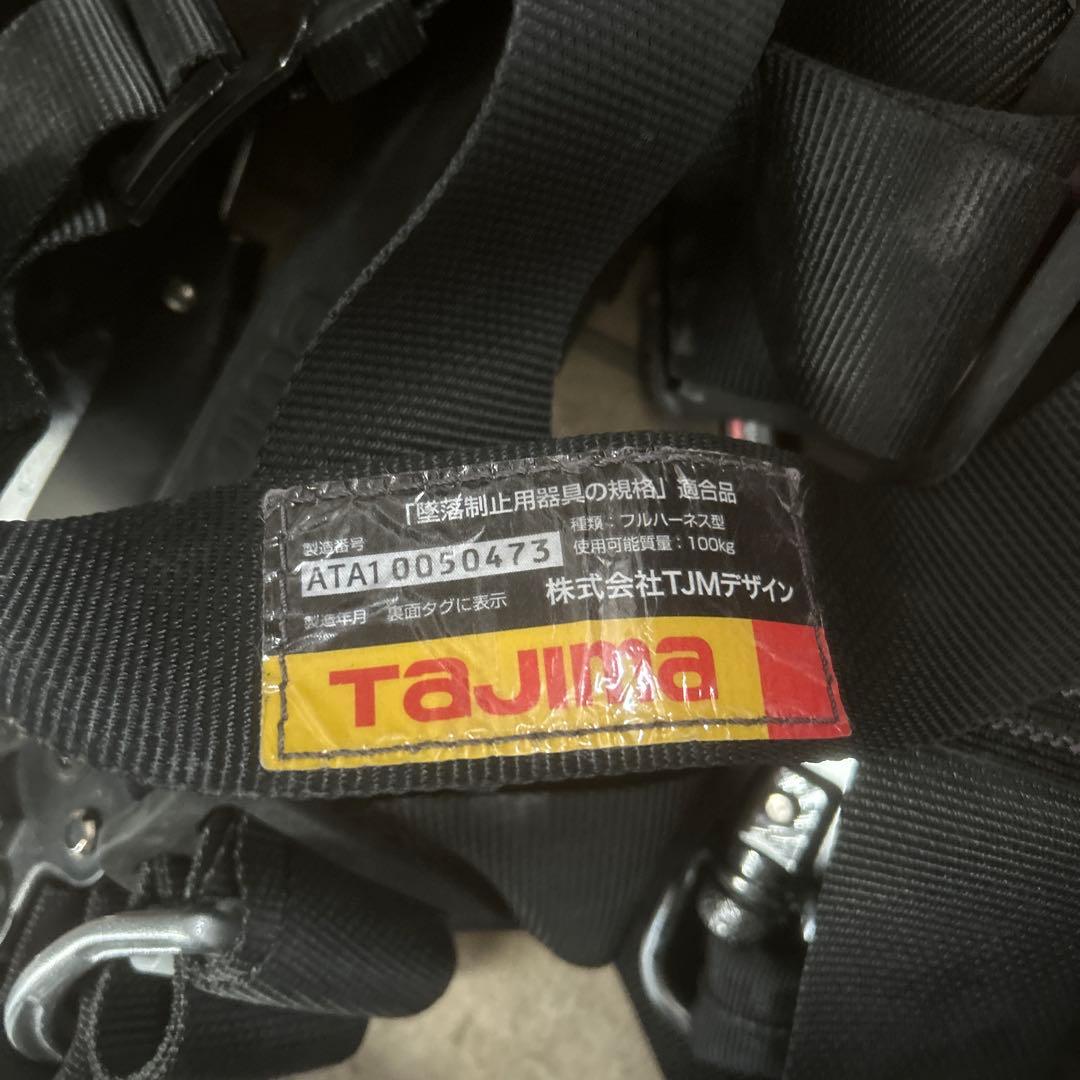 「墜落制止用器具の規格」適合品
製造番号
ATA10050473
種類：フルハーネス型
使用可能質量：100kg
製造年月 裏面タグに表示
株式会社TJMデザイン
TaJIma